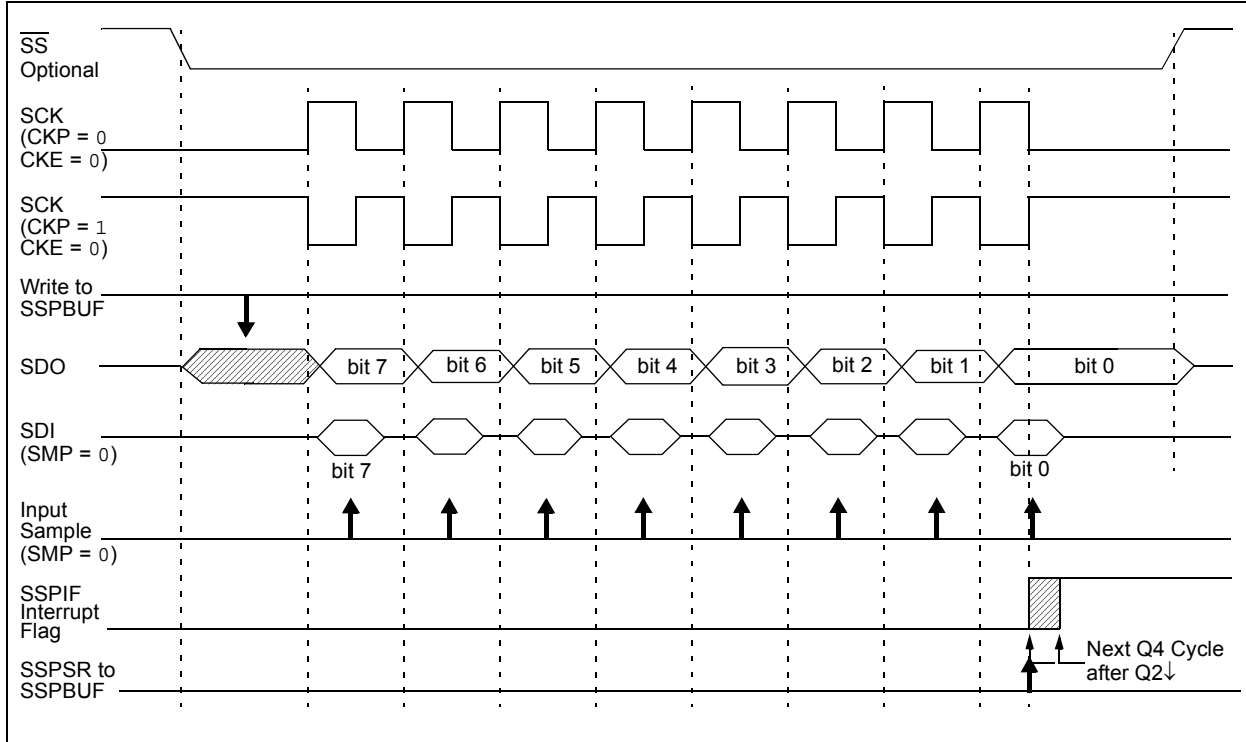 SS
Optional
SCK
(CKP = 0
CKE = 0)
SCK
(CKP = 1
CKE = 0)
Write to
SSPBUF
SDO
bit 7 bit 6 bit 5 bit 4 bit 3 bit 2 bit 1 bit 0
SDI
(SMP = 0)
bit 7 bit 0
Input
Sample
(SMP = 0)
SSPIF
Interrupt
Flag
Next Q4 Cycle
after Q2↓
SSPSR to
SSPBUF